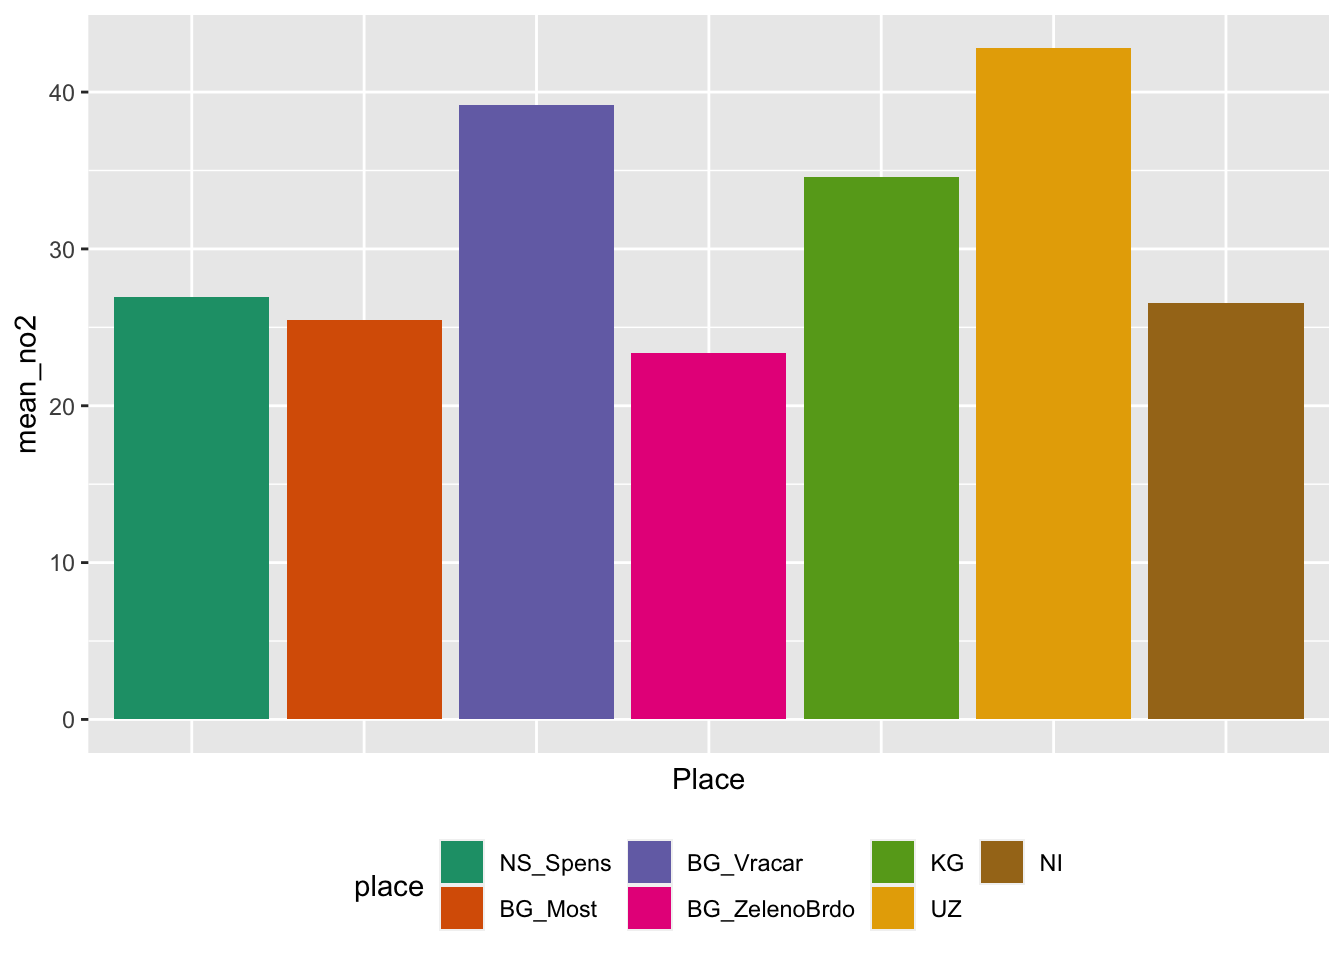 40
30
20
10
0
mean_no2
Place
place
NS_Spens
BG_Vracar
KG
NI
BG_Most
BG_ZelenoBrdo
UZ